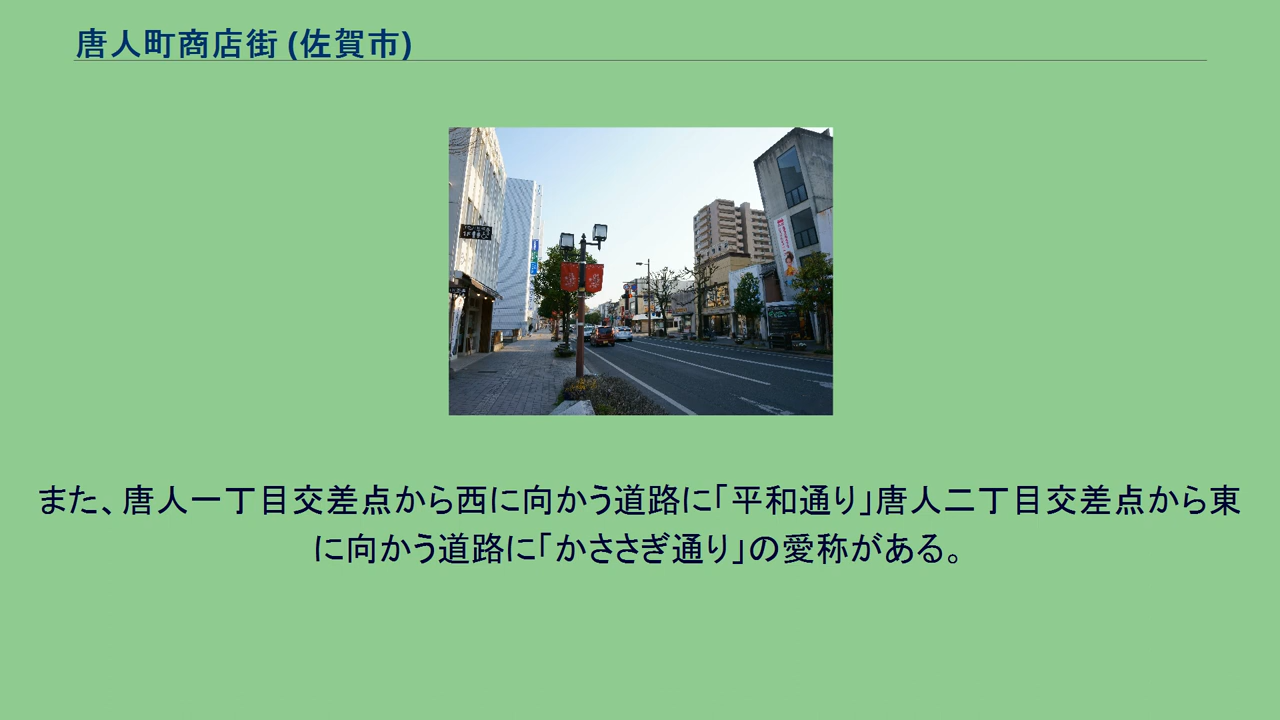 唐人町商店街 (佐賀市)
また、唐人一丁目交差点から西に向かう道路に「平和通り」唐人二丁目交差点から東
に向かう道路に「かささぎ通り」の愛称がある。